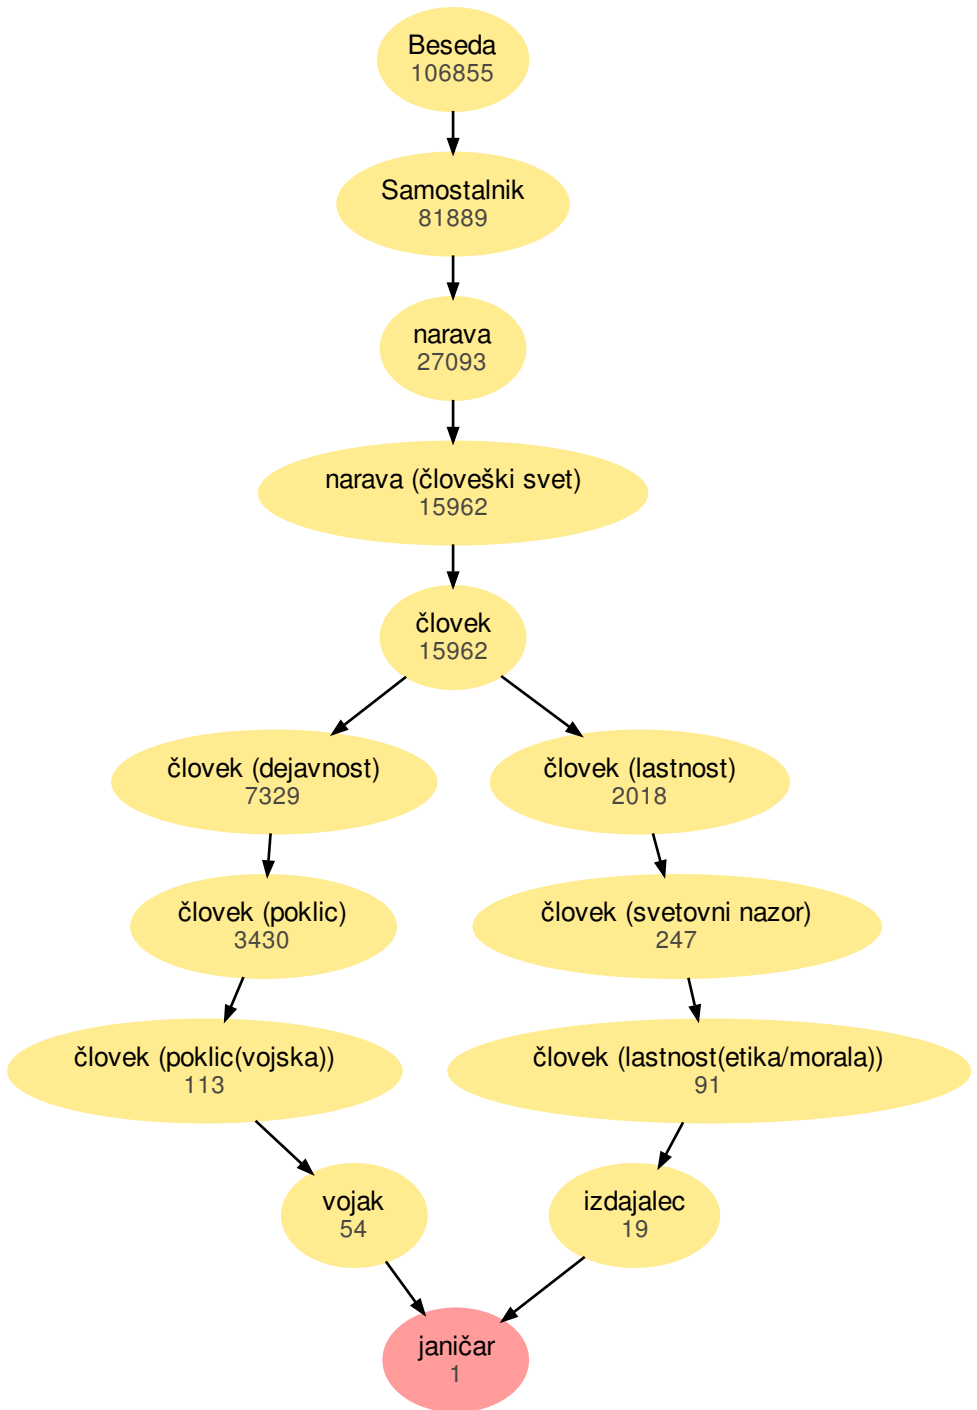 Beseda
106855
Samostalnik
81889
narava
27093
narava (človeški svet)
15962
človek
15962
človek (dejavnost)
7329
človek (lastnost)
2018
človek (poklic)
3430
človek (svetovni nazor)
247
človek (poklic(vojska))
113
človek (lastnost(etika/morala))
91
vojak
54
izdajalec
19
janičar
1